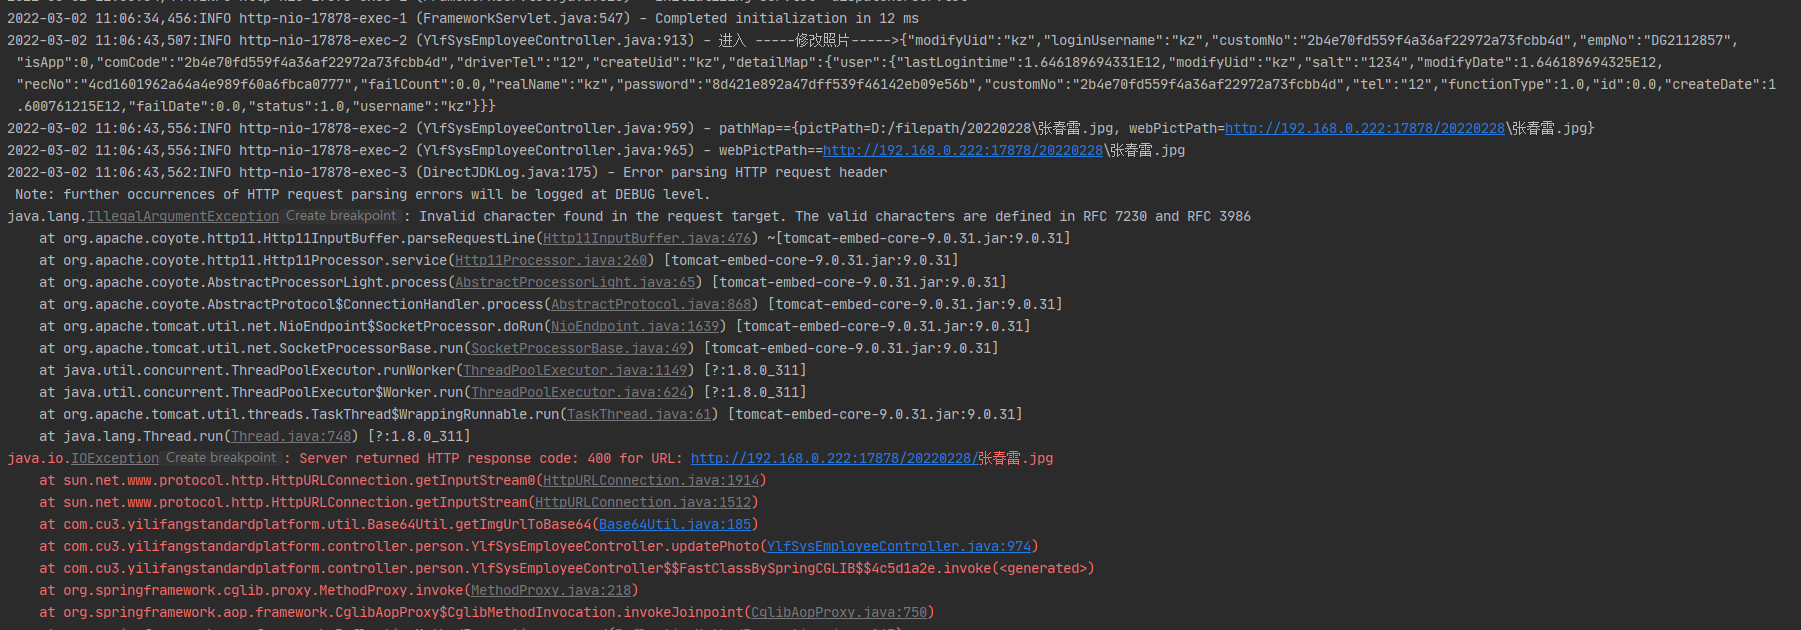 2022-03-02 11:06:34,456:INFO http-nio-17878-exec-1 (FrameworkServlet.java:547) - Completed initialization in 12 ms
2022-03-02 11:06:43,507:INFO http-nio-17878-exec-2 (YlfSysEmployeeController.java:913) - 进入 -----修改照片----->{"modifyUid":"kz","loginUsername":"kz","customNo":"2b4e70fd559f4a36af22972a73fcbb4d","empNo":"DG2112857",
"isApp":0,"comCode":"2b4e70fd559f4a36af22972a73fcbb4d","driverTel":"12","createUid":"kz","detailMap":{"user":{"lastLogintime":1.646189694331E12,"modifyUid":"kz","salt":"1234","modifyDate":1.646189694325E12,
"recNo":"4cd1601962a64a4e989f60a6fbca0777","failCount":0.0,"realName":"kz","password":"8d421e892a47dff539f46142eb09e56b","customNo":"2b4e70fd559f4a36af22972a73fcbb4d","tel":"12","functionType":1.0,"id":0.0,"createDate":1
.600761215E12,"failDate":0.0,"status":1.0,"username":"kz"}}}
2022-03-02 11:06:43,556:INFO http-nio-17878-exec-2 (YlfSysEmployeeController.java:959) - pathMap=={pictPath=D:/filepath/20220228\张春雷.jpg, webPictPath=http://192.168.0.222:17878/20220228\张春雷.jpg}
2022-03-02 11:06:43,556:INFO http-nio-17878-exec-2 (YlfSysEmployeeController.java:965) - webPictPath==http://192.168.0.222:17878/20220228\张春雷.jpg
2022-03-02 11:06:43,562:INFO http-nio-17878-exec-3 (DirectJDKLog.java:175) - Error parsing HTTP request header
Note: further occurrences of HTTP request parsing errors will be logged at DEBUG level.
java.lang.IllegalArgumentException Create breakpoint : Invalid character found in the request target. The valid characters are defined in RFC 7230 and RFC 3986
at org.apache.coyote.http11.Http11InputBuffer.parseRequestLine(Http11InputBuffer.java:476) ~[tomcat-embed-core-9.0.31.jar:9.0.31]
at org.apache.coyote.http11.Http11Processor.service(Http11Processor.java:260) [tomcat-embed-core-9.0.31.jar:9.0.31]
at org.apache.coyote.AbstractProcessorLight.process(AbstractProcessorLight.java:65) [tomcat-embed-core-9.0.31.jar:9.0.31]
at org.apache.coyote.AbstractProtocol$ConnectionHandler.process(AbstractProtocol.java:868) [tomcat-embed-core-9.0.31.jar:9.0.31]
at org.apache.tomcat.util.net.NioEndpoint$SocketProcessor.doRun(NioEndpoint.java:1639) [tomcat-embed-core-9.0.31.jar:9.0.31]
at org.apache.tomcat.util.net.SocketProcessorBase.run(SocketProcessorBase.java:49) [tomcat-embed-core-9.0.31.jar:9.0.31]
at java.util.concurrent.ThreadPoolExecutor.runWorker(ThreadPoolExecutor.java:1149) [?:1.8.0_311]
at java.util.concurrent.ThreadPoolExecutor$Worker.run(ThreadPoolExecutor.java:624) [?:1.8.0_311]
at org.apache.tomcat.util.threads.TaskThread$WrappingRunnable.run(TaskThread.java:61) [tomcat-embed-core-9.0.31.jar:9.0.31]
at java.lang.Thread.run(Thread.java:748) [?:1.8.0_311]
java.io.IOException Create breakpoint : Server returned HTTP response code: 400 for URL: http://192.168.0.222:17878/20220228/张春雷.jpg
at sun.net.www.protocol.http.HttpURLConnection.getInputStream0(HttpURLConnection.java:1914)
at sun.net.www.protocol.http.HttpURLConnection.getInputStream(HttpURLConnection.java:1512)
at com.cu3.yilifangstandardplatform.util.Base64Util.getImgUrlToBase64(Base64Util.java:185)
at com.cu3.yilifangstandardplatform.controller.person.YlfSysEmployeeController.updatePhoto(YlfSysEmployeeController.java:974)
at com.cu3.yilifangstandardplatform.controller.person.YlfSysEmployeeController$$FastClassBySpringCGLIB$$4c5d1a2e.invoke(<generated>)
at org.springframework.cglib.proxy.MethodProxy.invoke(MethodProxy.java:218)
at org.springframework.aop.framework.CglibAopProxy$CglibMethodInvocation.invokeJoinpoint(CglibAopProxy.java:750)